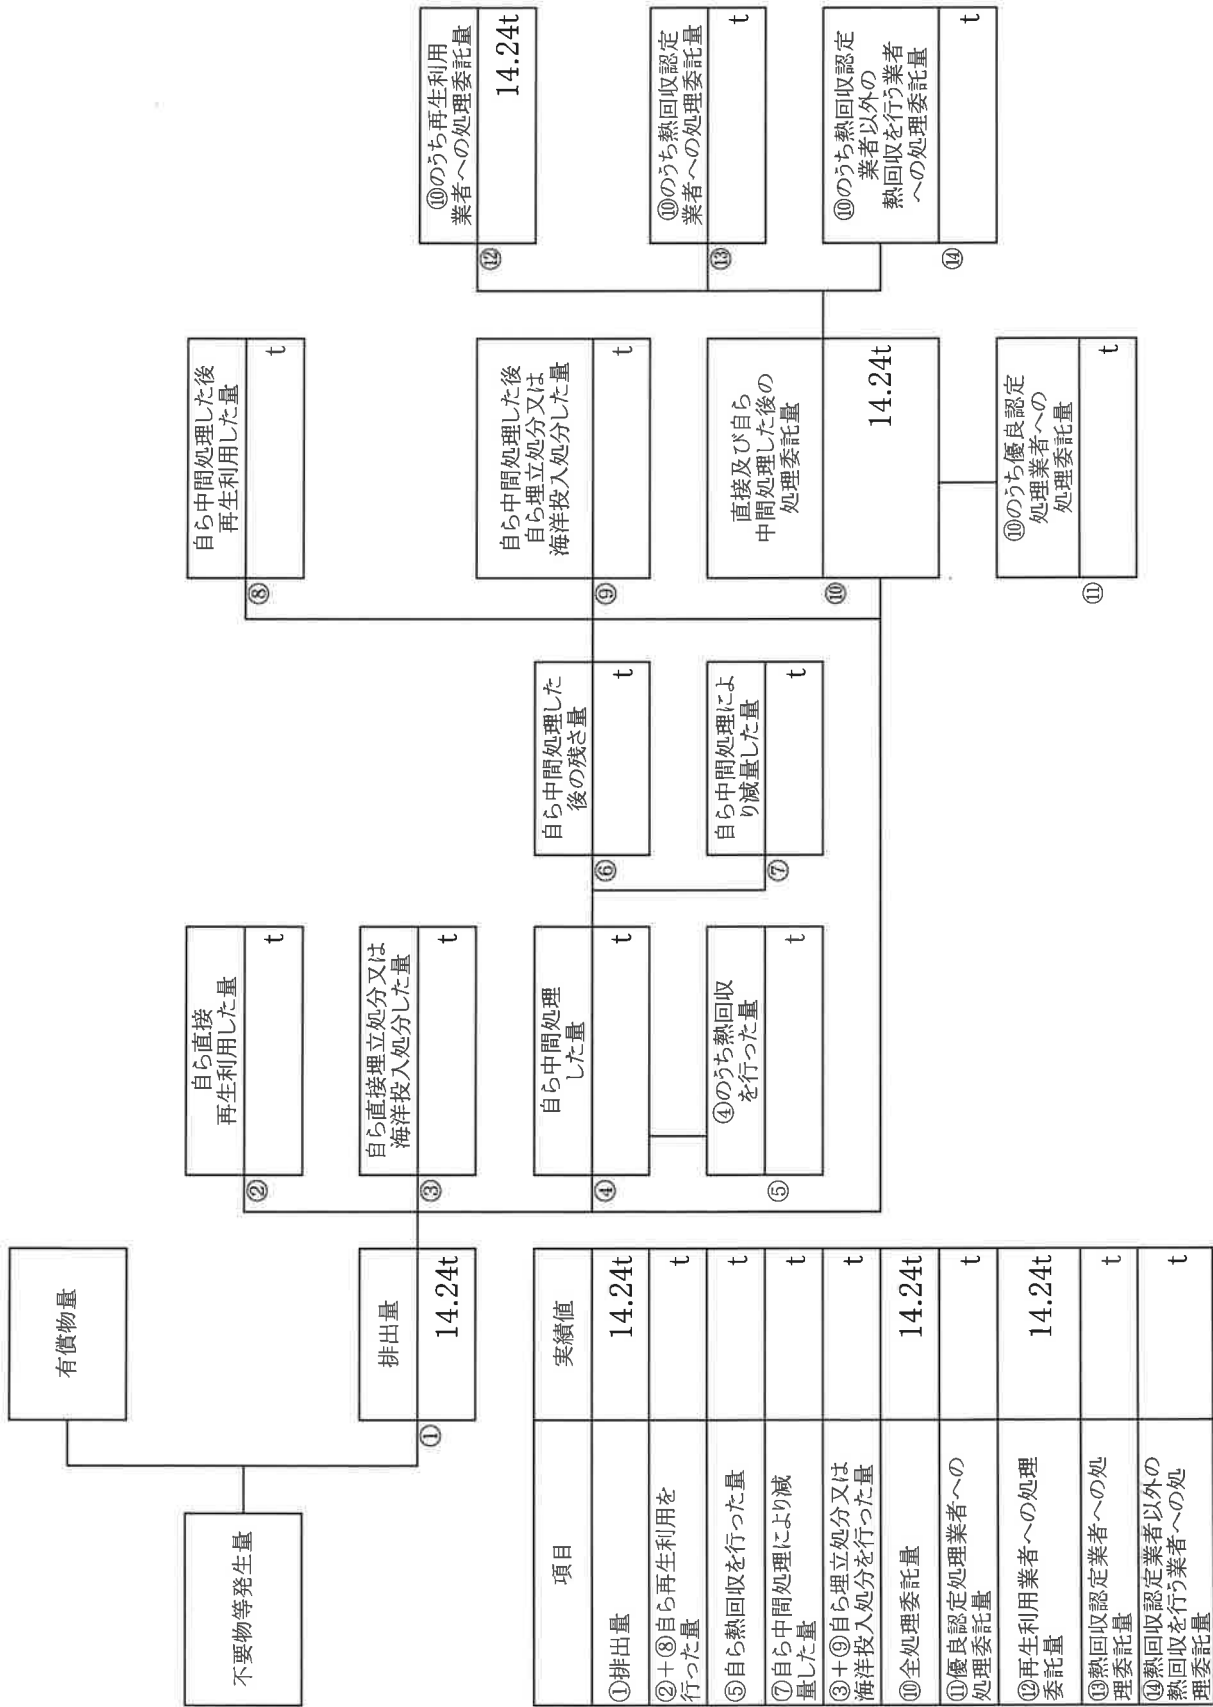 不要物等発生量
有償物量
①
排出量
14.24t
②
自ら直接
再生利用した量
t
③
自ら直接埋立処分又は
海洋投入処分した量
t
④
自ら中間処理
した量
t
⑤
④のうち熱回収
を行った量
t
⑥
自ら中間処理した
後の残さ量
t
⑦
自ら中間処理によ
り減量した量
t
⑧
自ら中間処理した後
再生利用した量
t
⑨
自ら中間処理した後
自ら埋立処分又は
海洋投入処分した量
t
⑩
直接及び自ら
中間処理した後の
処理委託量
14.24t
⑪
⑩のうち優良認定
処理業者への
処理委託量
t
⑫
⑩のうち再生利用
業者への処理委託量
14.24t
⑬
⑩のうち熱回収認定
業者への処理委託量
t
⑭
⑩のうち熱回収認定
業者以外の
熱回収を行う業者
への処理委託量
t
項目 実績値
①排出量 14.24t
②+⑧自ら再生利用を
行った量 t
⑤自ら熱回収を行った量 t
⑦自ら中間処理により減
量した量 t
③+⑨自ら埋立処分又は
海洋投入処分を行った量 t
⑩全処理委託量 14.24t
⑪優良認定処理業者への
処理委託量 t
⑫再生利用業者への処理
委託量 14.24t
⑬熱回収認定業者への処
理委託量 t
⑭熱回収認定業者以外の
熱回収を行う業者への処
理委託量 t